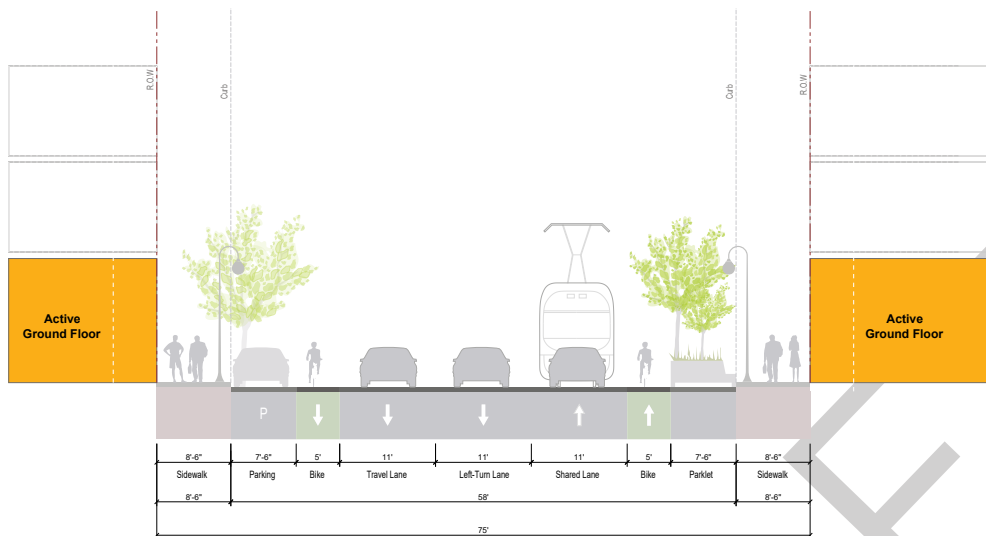 R.O.W
Curb
Curb
R.O.W
Active
Ground Floor
Active
Ground Floor
P
8'-6"
7'-6"
5'
11'
11'
11'
5'
7'-6"
8'-6"
Sidewalk
Parking
Bike
Travel Lane
Left-Turn Lane
Shared Lane
Bike
Parklet
Sidewalk
8'-6"
58'
8'-6"
75'